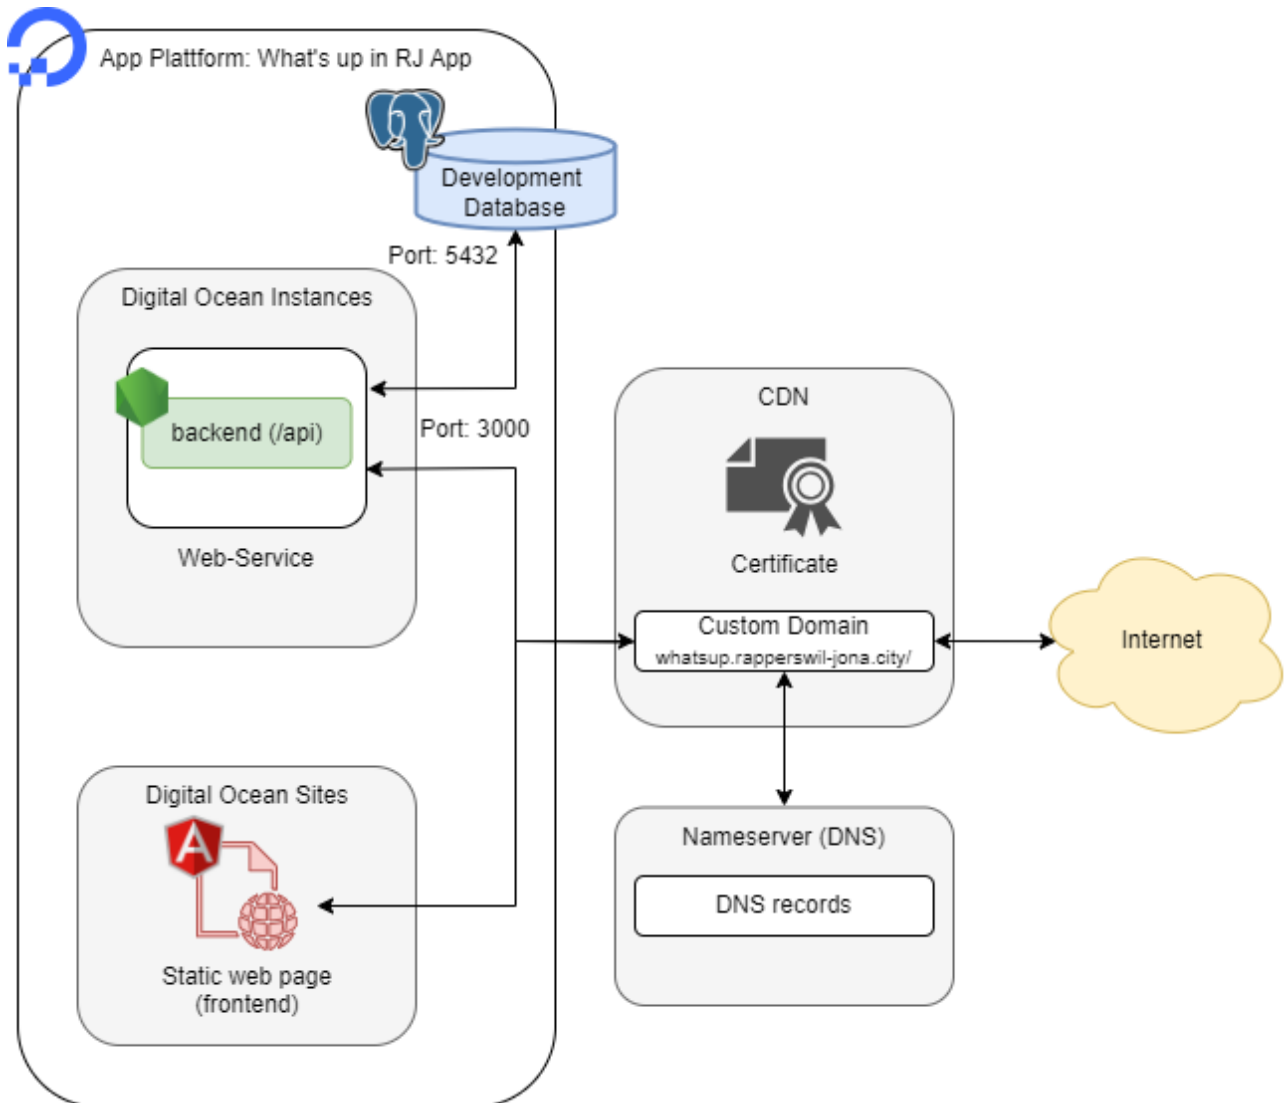 App Plattform: What's up in RJ App
Development
Database
Port: 5432
Digital Ocean Instances
backend (/api)
Port: 3000
Web-Service
CDN
Certificate
Custom Domain
whatsup.rapperswil-jona.city/
Internet
Digital Ocean Sites
A
Static web page
(frontend)
Nameserver (DNS)
DNS records